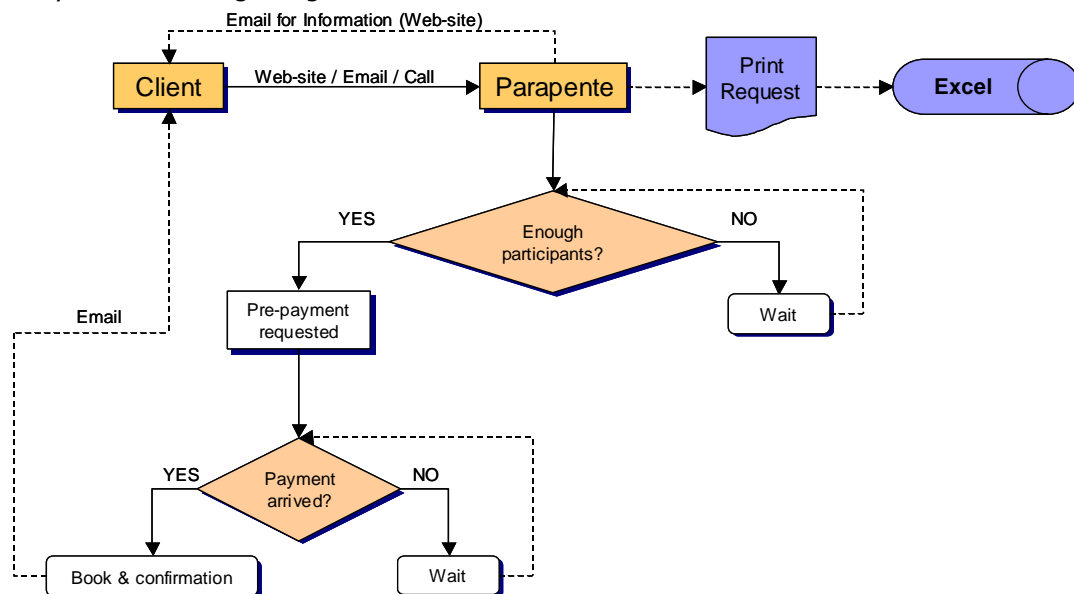 Email for Information (Web-site)
Client
Web-site / Email / Call
Parapente
Print
Request
Excel
YES
NO
Enough
participants?
Pre-payment
requested
Wait
Email
YES
NO
Payment
arrived?
Book & confirmation
Wait